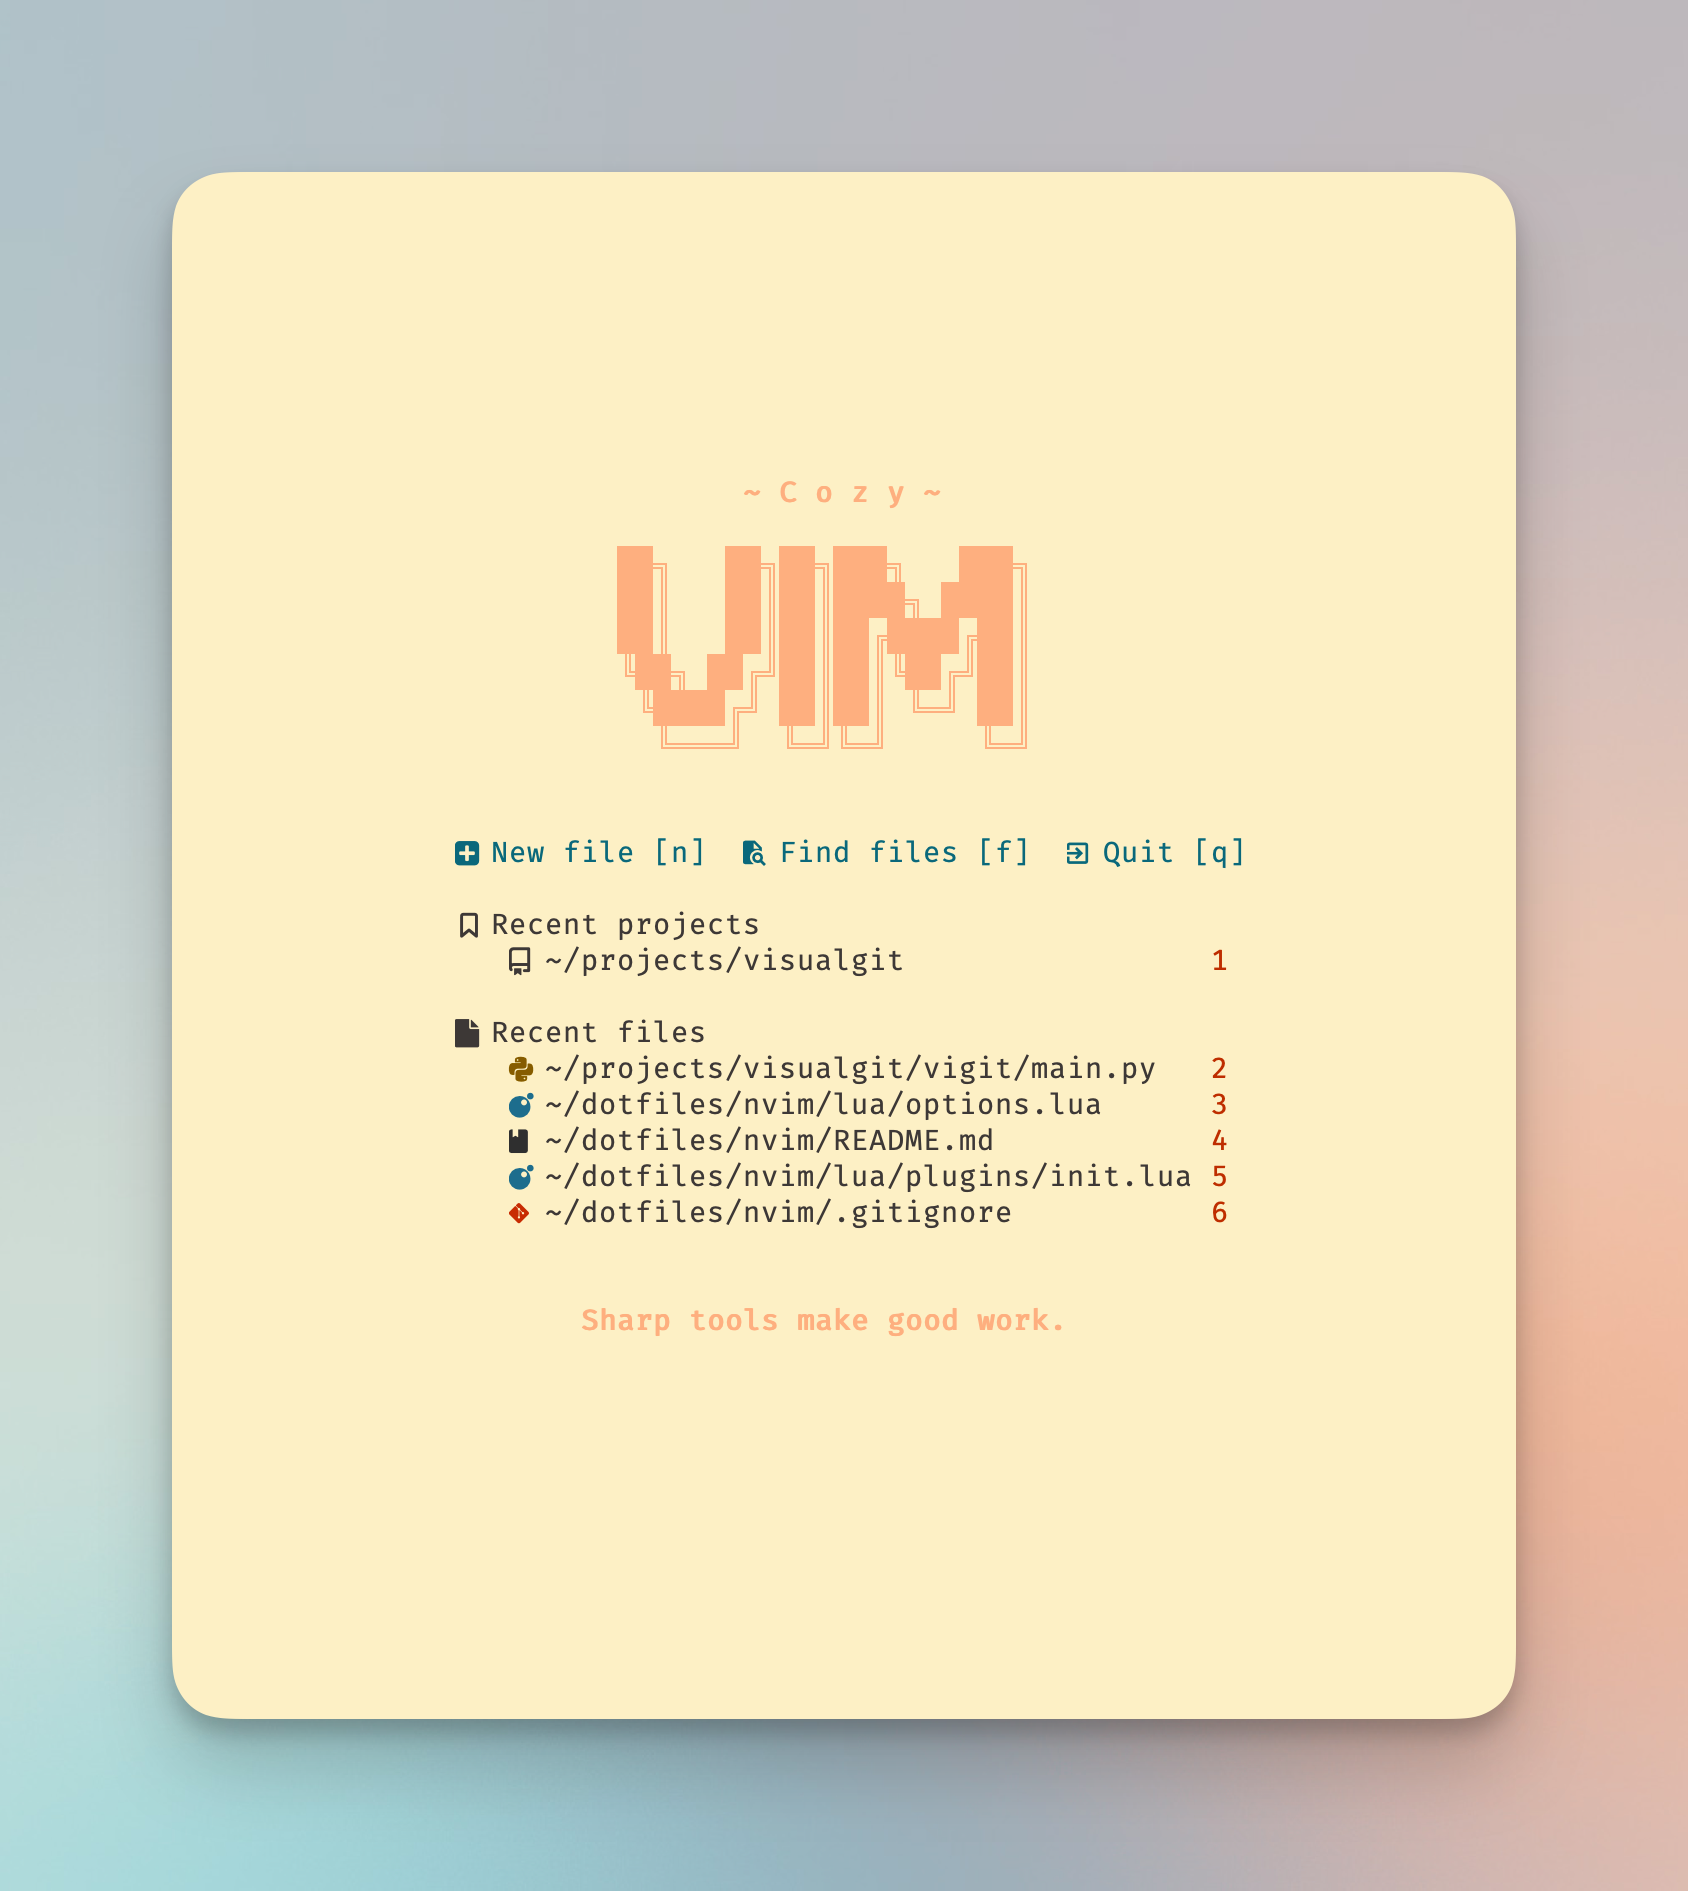 ~ C o z y ~
VIM
New file [n] Find files [f] Quit [q]
Recent projects
~/projects/visualgit 1
Recent files
~/projects/visualgit/vigit/main.py 2
~/dotfiles/nvim/lua/options.lua 3
~/dotfiles/nvim/README.md 4
~/dotfiles/nvim/lua/plugins/init.lua 5
~/dotfiles/nvim/.gitignore 6
Sharp tools make good work.